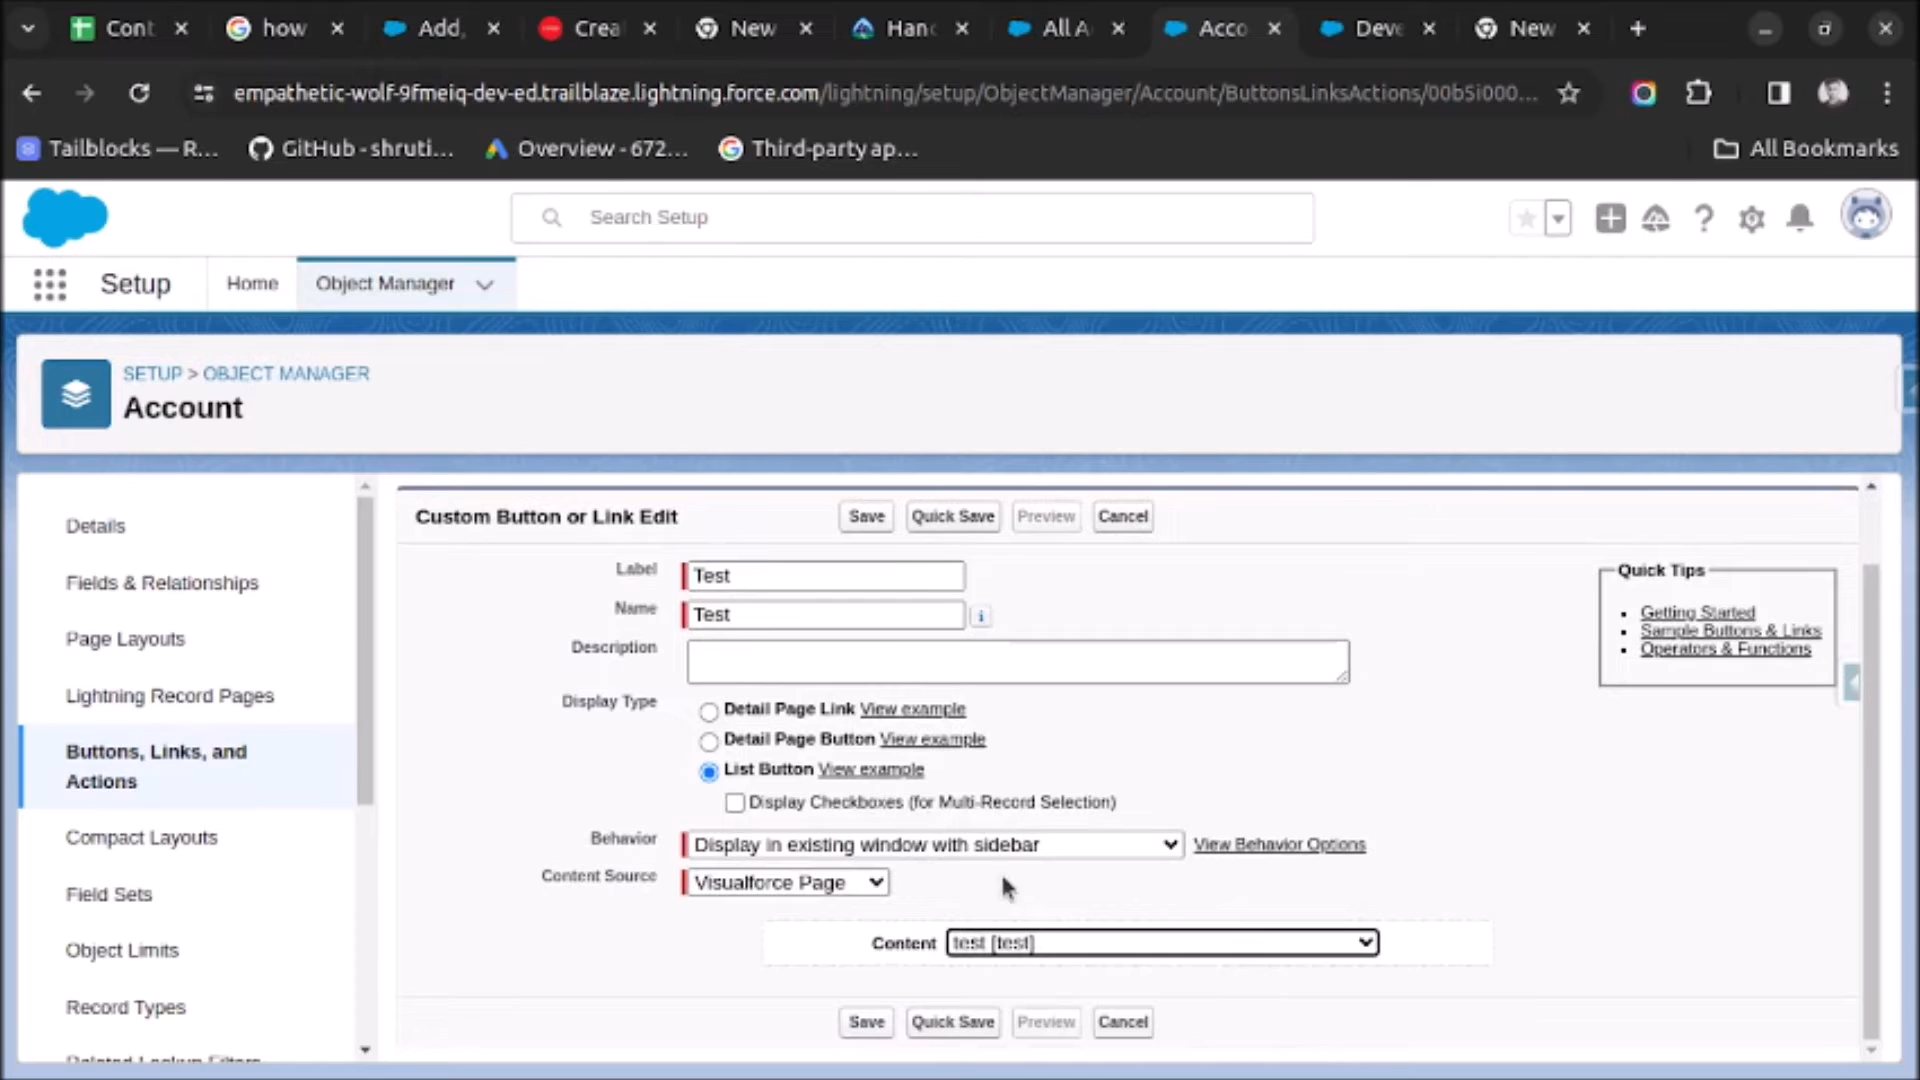 Cont
how
Add,
Crea
New
Hanc
All A
Acco
Deve
New
empathetic-wolf-9fmeiq-dev-ed.trailblaze.lightning.force.com/lightning/setup/ObjectManager/Account/ButtonsLinksActions/00b5i000...
Tailblocks — R...
GitHub - shruti...
Overview - 672...
Third-party ap...
All Bookmarks
Search Setup
Setup
Home
Object Manager
SETUP > OBJECT MANAGER
Account
Details
Fields & Relationships
Page Layouts
Lightning Record Pages
Buttons, Links, and
Actions
Compact Layouts
Field Sets
Object Limits
Record Types
Related Lookup Filters
Custom Button or Link Edit
Save
Quick Save
Preview
Cancel
Label
Test
Name
Test
Description
Display Type
Detail Page Link View example
Detail Page Button View example
List Button View example
Display Checkboxes (for Multi-Record Selection)
Behavior
Display in existing window with sidebar
View Behavior Options
Content Source
Visualforce Page
Content
test [test]
Save
Quick Save
Preview
Cancel
Quick Tips
Getting Started
Sample Buttons & Links
Operators & Functions